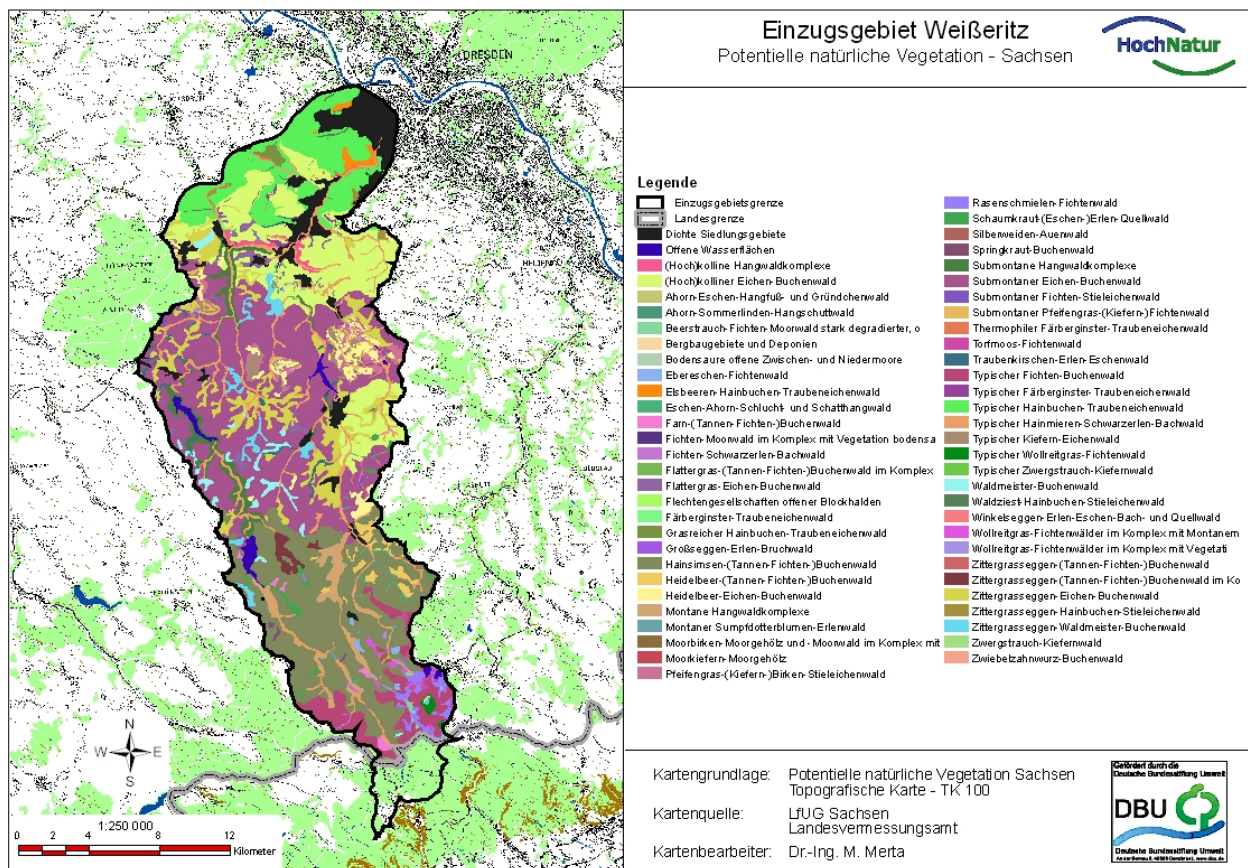 Einzugsgebiet Weißeritz
Potentielle natürliche Vegetation - Sachsen
HochNatur
DRESDEN
Legende
Einzugsgebietsgrenze
Landesgrenze
Dichte Siedlungsgebiete
Offene Wasserflächen
(Hoch)kolline Hangwaldkomplexe
(Hoch)kolliner Eichen-Buchenwald
Ahorn-Eschen-Hangfuß- und Gründchenwald
Ahorn-Sommerlinden-Hangschuttwald
Beerstrauch-Fichten-Moorwald stark degradierter, o
Bergbaugebiete und Deponien
Bodensaure offene Zwischen- und Niedermoore
Ebereschen-Fichtenwald
Elsbeeren-Hainbuchen-Traubeneichenwald
Eschen-Ahorn-Schlucht- und Schatthangwald
Farn-(Tannen-Fichten-)Buchenwald
Fichten-Moorwald im Komplex mit Vegetation bodensa
Fichten-Schwarzerlen-Bachwald
Flattergras-(Tannen-Fichten-)Buchenwald im Komplex
Flattergras-Eichen-Buchenwald
Flechtengesellschaften offener Blockhalden
Färberginster-Traubeneichenwald
Grasreicher Hainbuchen-Traubeneichenwald
Großseggen-Erlen-Bruchwald
Hainsimsen-(Tannen-Fichten-)Buchenwald
Heidelbeer-(Tannen-Fichten-)Buchenwald
Heidelbeer-Eichen-Buchenwald
Montane Hangwaldkomplexe
Montaner Sumpfdotterblumen-Erlenwald
Moorbirken-Moorgehölz und -Moorwald im Komplex mit
Moorkiefern-Moorgehölz
Pfeifengras-(Kiefern-)Birken-Stieleichenwald
Rasenschmielen-Fichtenwald
Schaumkraut-(Eschen-)Erlen-Quellwald
Silberweiden-Auenwald
Springkraut-Buchenwald
Submontane Hangwaldkomplexe
Submontaner Eichen-Buchenwald
Submontaner Fichten-Stieleichenwald
Submontaner Pfeifengras-(Kiefern-)Fichtenwald
Thermophiler Färberginster-Traubeneichenwald
Torfmoos-Fichtenwald
Traubenkirschen-Erlen-Eschenwald
Typischer Fichten-Buchenwald
Typischer Färberginster-Traubeneichenwald
Typischer Hainbuchen-Traubeneichenwald
Typischer Hainmieren-Schwarzerlen-Bachwald
Typischer Kiefern-Eichenwald
Typischer Wollreitgras-Fichtenwald
Typischer Zwergstrauch-Kiefernwald
Waldmeister-Buchenwald
Waldziest-Hainbuchen-Stieleichenwald
Winkelseggen-Erlen-Eschen-Bach- und Quellwald
Wollreitgras-Fichtenwälder im Komplex mit Montanem
Wollreitgras-Fichtenwälder im Komplex mit Vegetati
Zittergrasseggen-(Tannen-Fichten-)Buchenwald
Zittergrasseggen-(Tannen-Fichten-)Buchenwald im Ko
Zittergrasseggen-Eichen-Buchenwald
Zittergrasseggen-Hainbuchen-Stieleichenwald
Zittergrasseggen-Waldmeister-Buchenwald
Zwergstrauch-Kiefernwald
Zwiebelzahnwurz-Buchenwald
N
W E
S
1:250 000
0 2 4 8 12
Kilometer
Kartengrundlage: Potentielle natürliche Vegetation Sachsen
Topografische Karte - TK 100
Kartenquelle: LfUG Sachsen
Landesvermessungsamt
Kartenbearbeiter: Dr.-Ing. M. Merta
Gefördert durch die
Deutsche Bundesstiftung Umwelt
DBU
Deutsche Bundesstiftung Umwelt